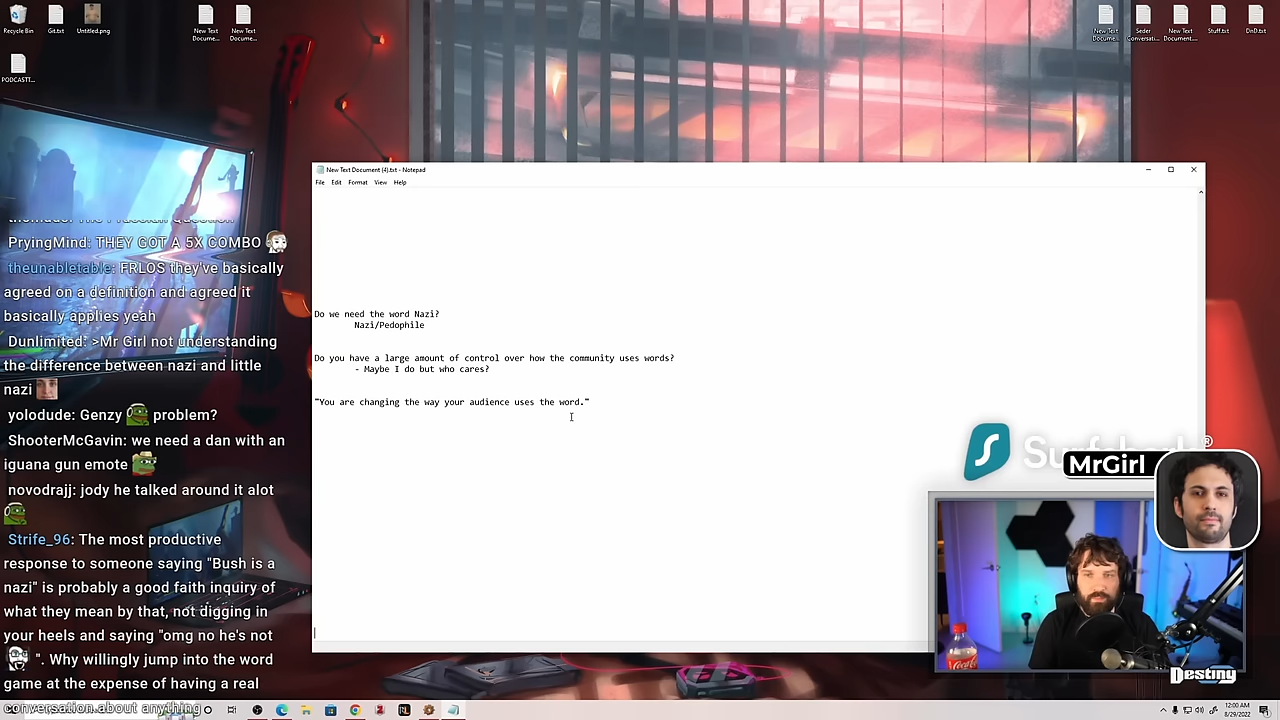 Recycle Bin
Git.txt
Untitled.png
New Text
Docume...
New Text
Docume...
PODCASTI...
New Text
Docume...
Seder
Conversati...
New Text
Document...
Stuff.txt
DnD.txt
New Text Document (4).txt - Notepad
File Edit Format View Help
Do we need the word Nazi?
Nazi/Pedophile
Do you have a large amount of control over how the community uses words?
- Maybe I do but who cares?
"You are changing the way your audience uses the word."
PryingMind: THEY GOT A 5X COMBO
theunabletable: FRLOS they've basically
agreed on a definition and agreed it
basically applies yeah
Dunlimited: >Mr Girl not understanding
the difference between nazi and little
nazi
yolodude: Genzy problem?
ShooterMcGavin: we need a dan with an
iguana gun emote
novodrajj: jody he talked around it alot
Strife_96: The most productive
response to someone saying "Bush is a
nazi" is probably a good faith inquiry of
what they mean by that, not digging in
your heels and saying "omg no he's not
". Why willingly jump into the word
game at the expense of having a real
conversation about anything
MrGirl
Destiny
12:00 AM
8/29/2022